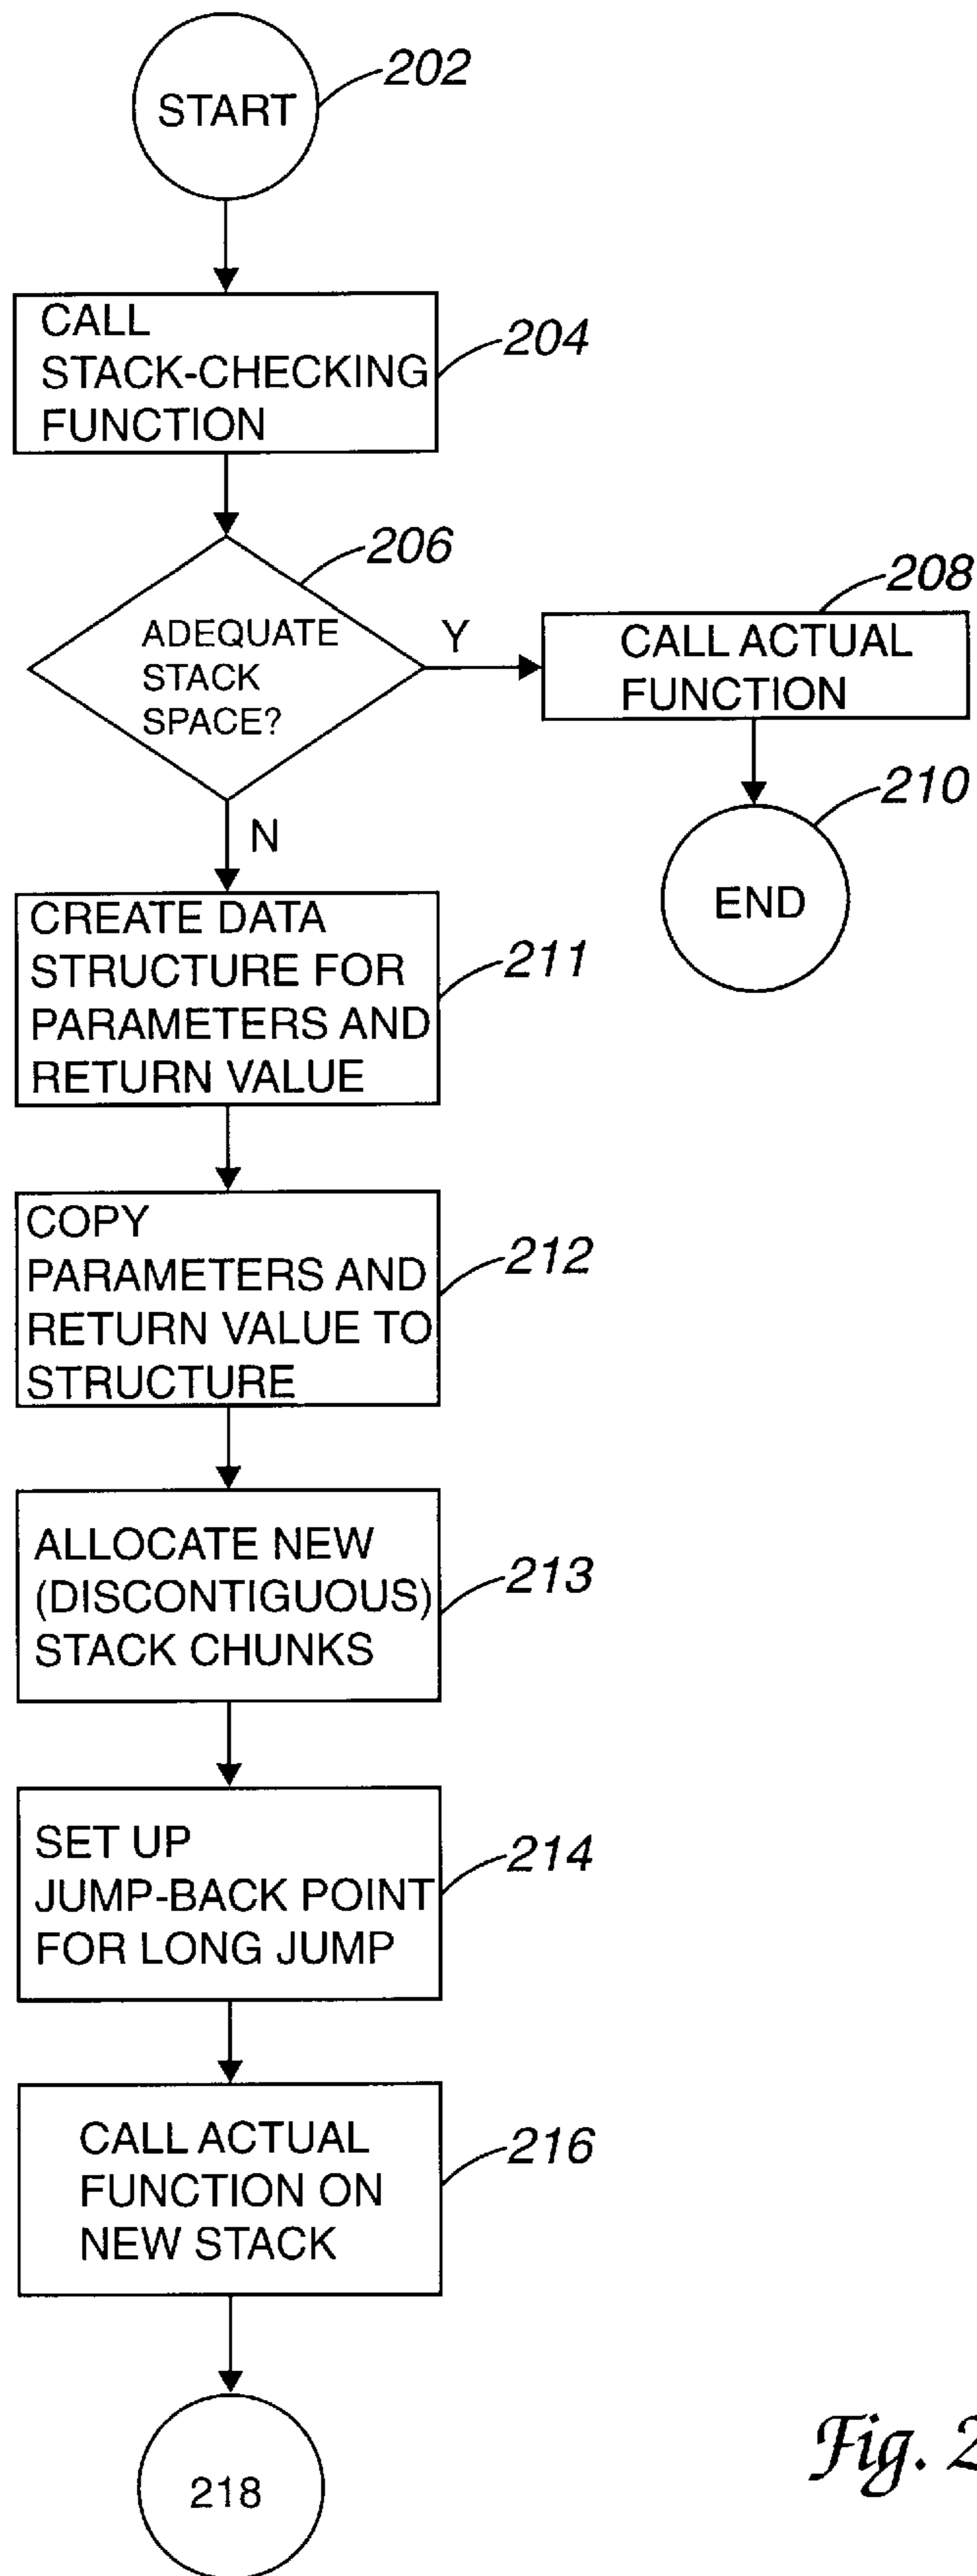 START
202
CALL
STACK-CHECKING
FUNCTION
204
206
ADEQUATE
STACK
SPACE?
Y
N
208
CALL ACTUAL
FUNCTION
210
END
CREATE DATA
STRUCTURE FOR
PARAMETERS AND
RETURN VALUE
211
COPY
PARAMETERS AND
RETURN VALUE TO
STRUCTURE
212
ALLOCATE NEW
(DISCONTIGUOUS)
STACK CHUNKS
213
SET UP
JUMP-BACK POINT
FOR LONG JUMP
214
CALL ACTUAL
FUNCTION ON
NEW STACK
216
218
Fig. 2